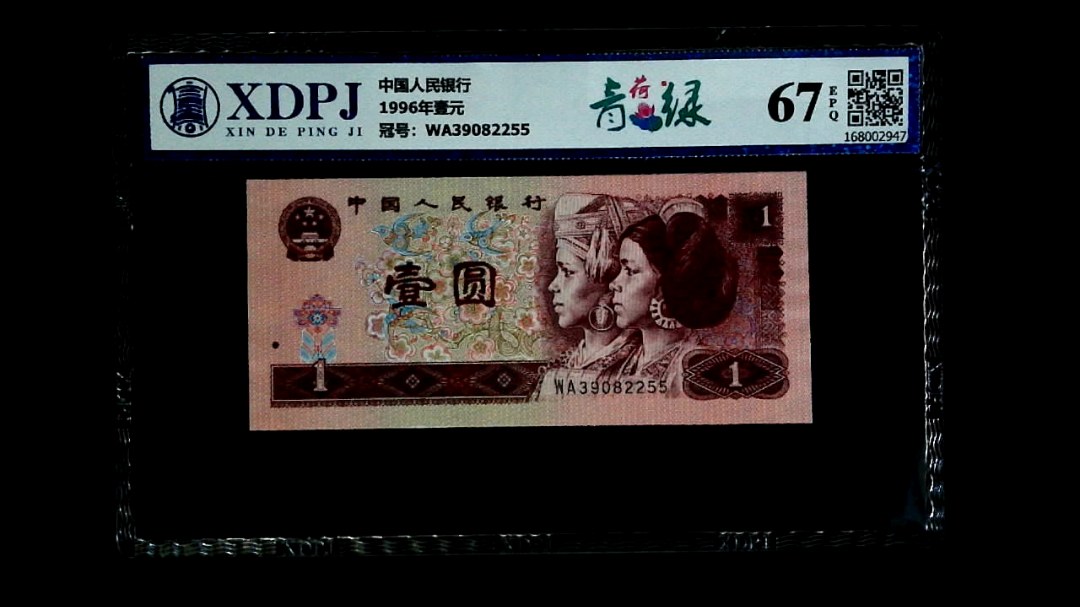 XDPJ
XIN DE PING JI
中国人民银行
1996年壹元
冠号：WA39082255
青荷绿
67
EPQ
168002947
中国人民银行
1
壹圆
1
WA39082255
1